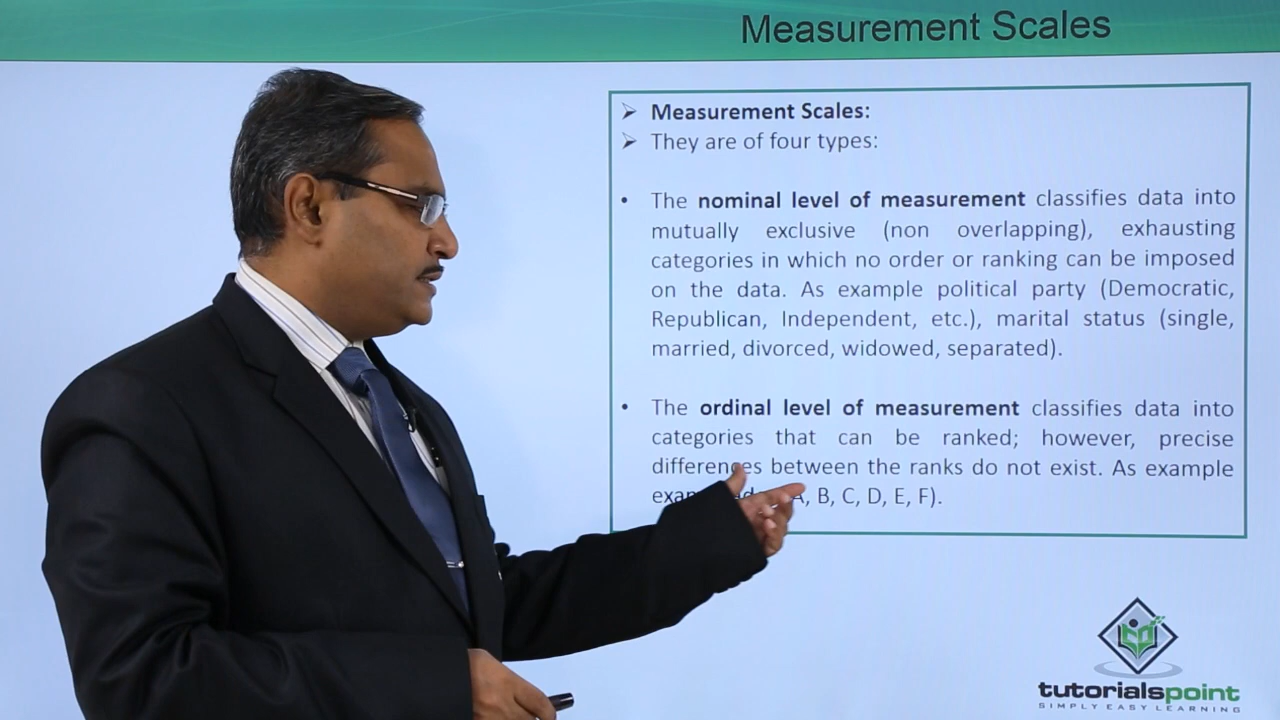 Measurement Scales
Measurement Scales:
They are of four types:
The nominal level of measurement classifies data into
mutually exclusive (non overlapping), exhausting
categories in which no order or ranking can be imposed
on the data. As example political party (Democratic,
Republican, Independent, etc.), marital status (single,
married, divorced, widowed, separated).
The ordinal level of measurement classifies data into
categories that can be ranked; however, precise
differences between the ranks do not exist. As example
A, B, C, D, E, F).
tutorialspoint
SIMPLY EASY LEARNING